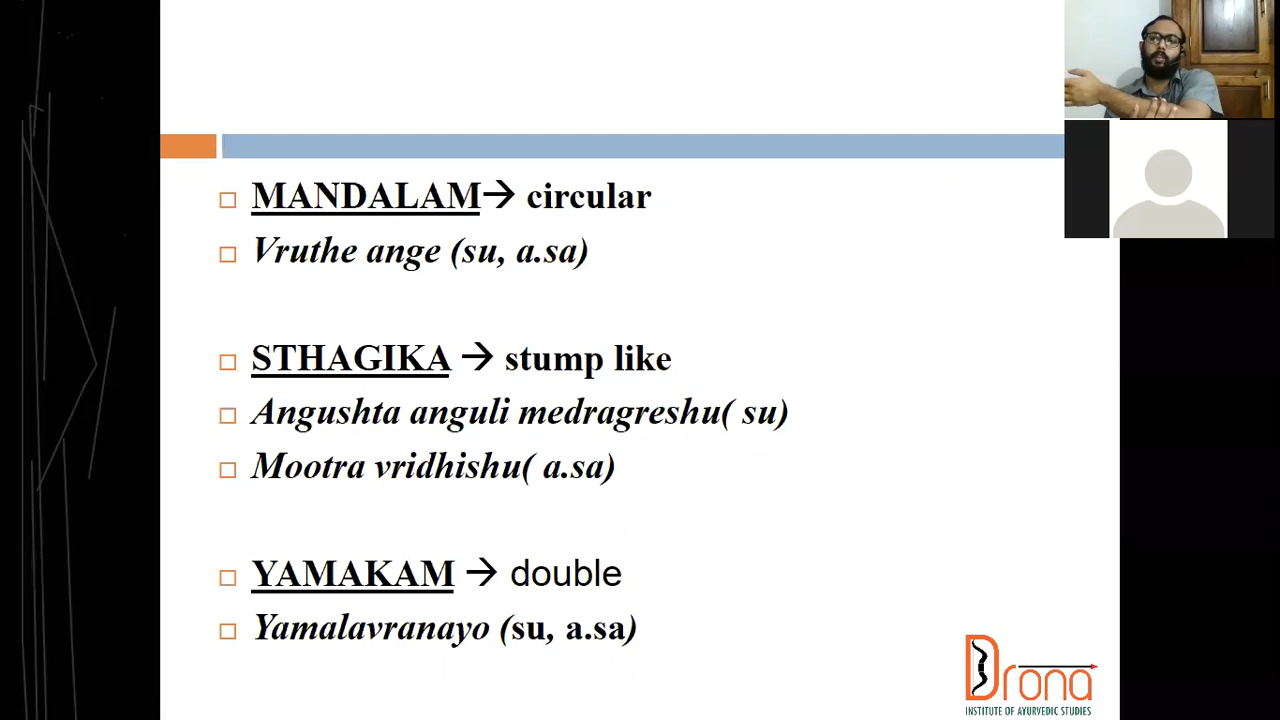 MANDALAM→ circular
Vruthe ange (su, a.sa)
STHAGIKA → stump like
Angushta anguli medragreshu( su)
Mootra vridhishu( a.sa)
YAMAKAM → double
Yamalavranayo (su, a.sa)
Drona
INSTITUTE OF AYURVEDIC STUDIES